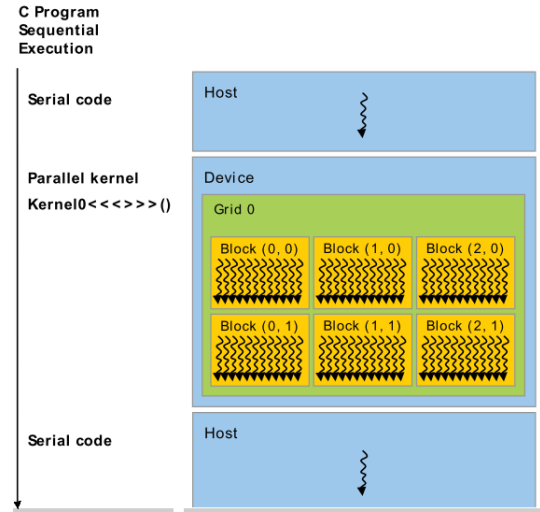 C Program
Sequential
Execution
Serial code
Host
Parallel kernel
Kernel0<<<>>>()
Device
Grid 0
Block (0, 0)
Block (1, 0)
Block (2, 0)
Block (0, 1)
Block (1, 1)
Block (2, 1)
Serial code
Host